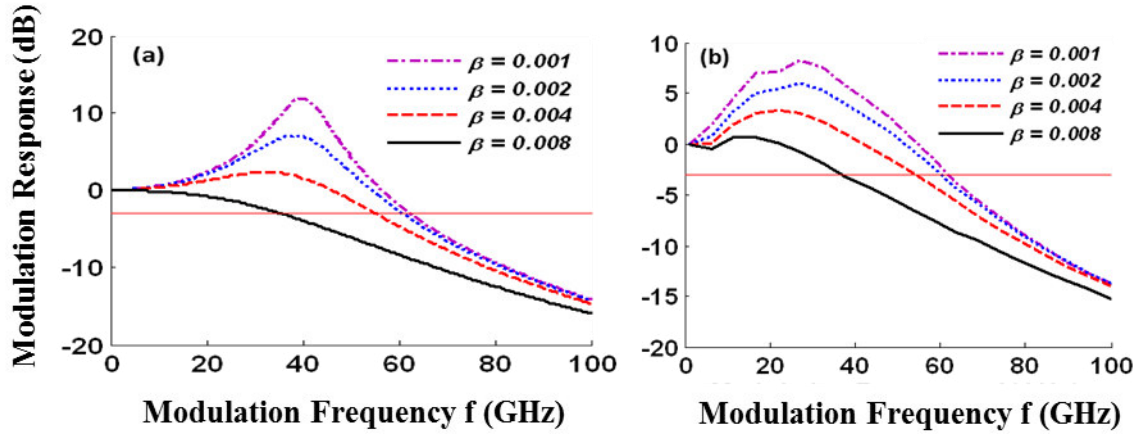 Modulation Response (dB)
20
10
0
-10
-20
(a)
β = 0.001
β = 0.002
β = 0.004
β = 0.008
0
20
40
60
80
100
Modulation Frequency f (GHz)
10
5
0
-5
-10
-15
-20
(b)
β = 0.001
β = 0.002
β = 0.004
β = 0.008
0
20
40
60
80
100
Modulation Frequency f (GHz)